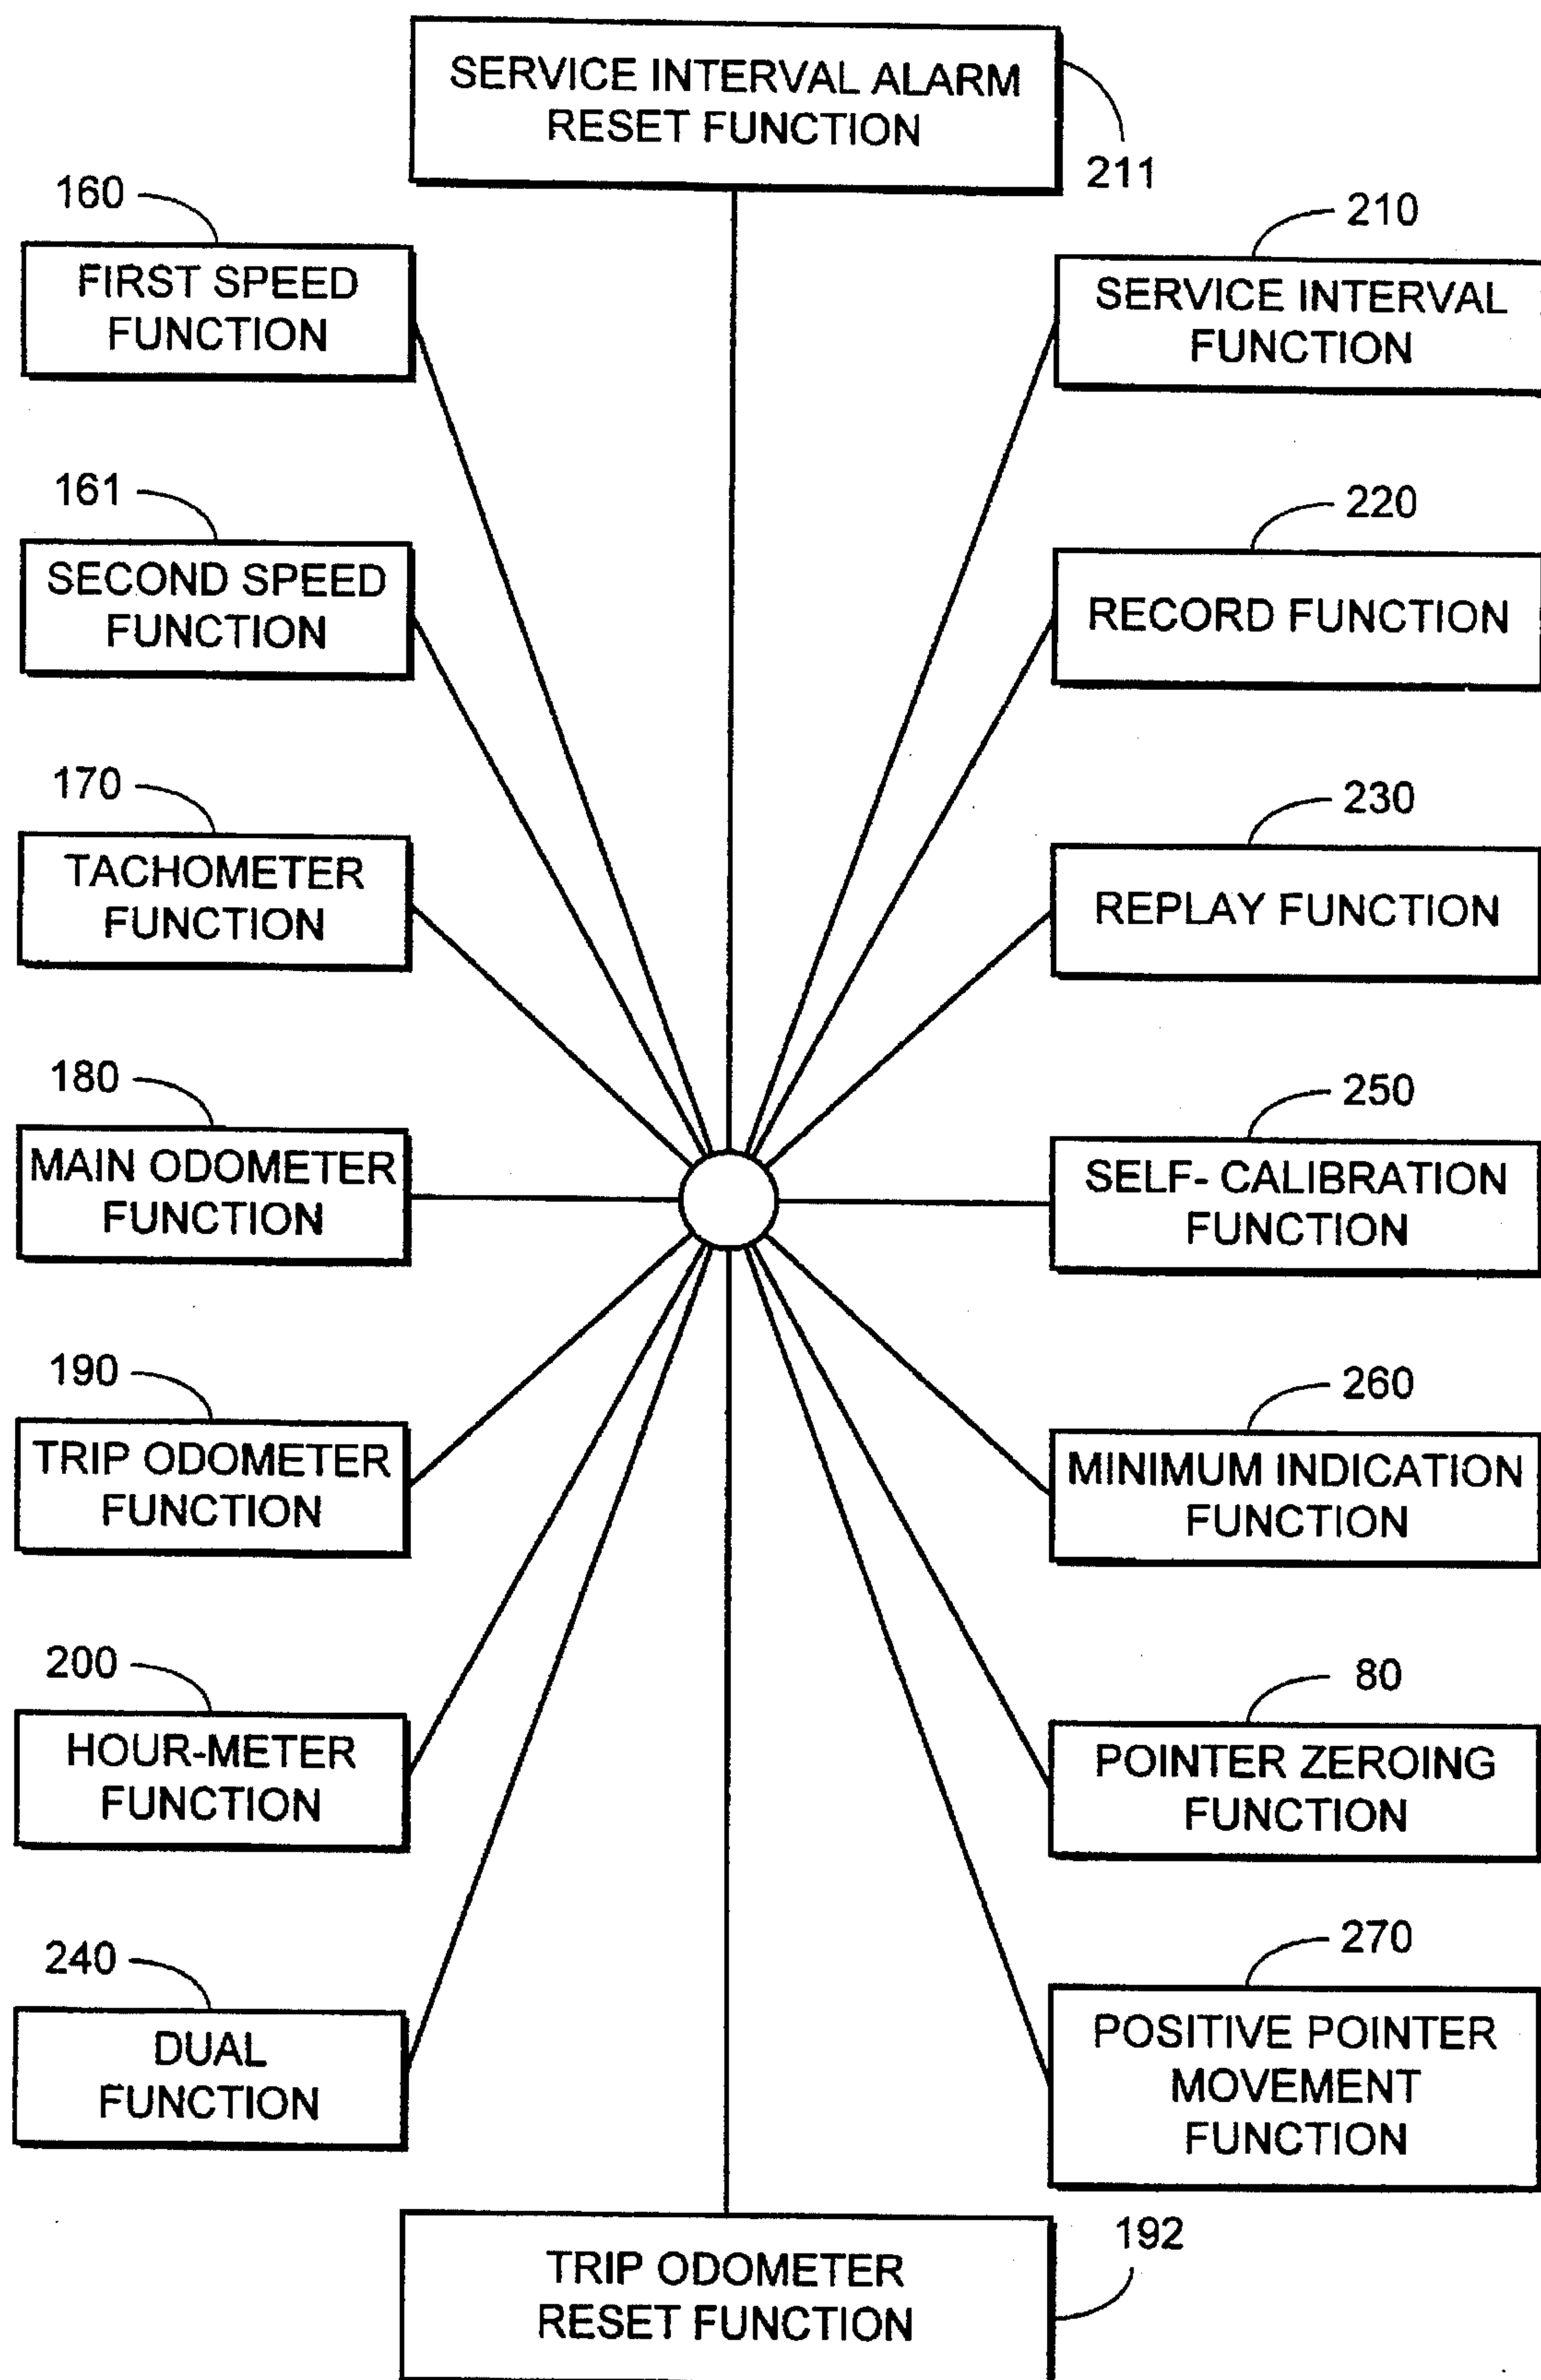 SERVICE INTERVAL ALARM
RESET FUNCTION
211
160
FIRST SPEED
FUNCTION
161
SECOND SPEED
FUNCTION
170
TACHOMETER
FUNCTION
180
MAIN ODOMETER
FUNCTION
190
TRIP ODOMETER
FUNCTION
200
HOUR-METER
FUNCTION
240
DUAL
FUNCTION
210
SERVICE INTERVAL
FUNCTION
220
RECORD FUNCTION
230
REPLAY FUNCTION
250
SELF- CALIBRATION
FUNCTION
260
MINIMUM INDICATION
FUNCTION
80
POINTER ZEROING
FUNCTION
270
POSITIVE POINTER
MOVEMENT
FUNCTION
192
TRIP ODOMETER
RESET FUNCTION